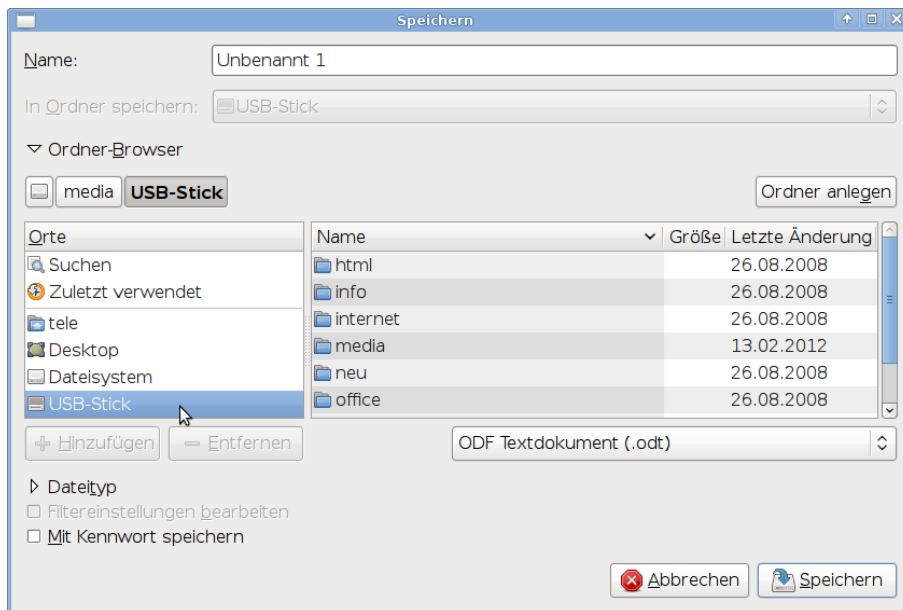 Speichern
Name: Unbenannt 1
In Ordner speichern: USB-Stick
Ordner-Browser
media USB-Stick Ordner anlegen
Orte
Suchen
Zuletzt verwendet
tele
Desktop
Dateisystem
USB-Stick
Name Größe Letzte Änderung
html 26.08.2008
info 26.08.2008
internet 26.08.2008
media 13.02.2012
neu 26.08.2008
office 26.08.2008
Hinzufügen Entfernen ODF Textdokument (.odt)
Dateityp
Filtereinstellungen bearbeiten
Mit Kennwort speichern
Abbrechen Speichern